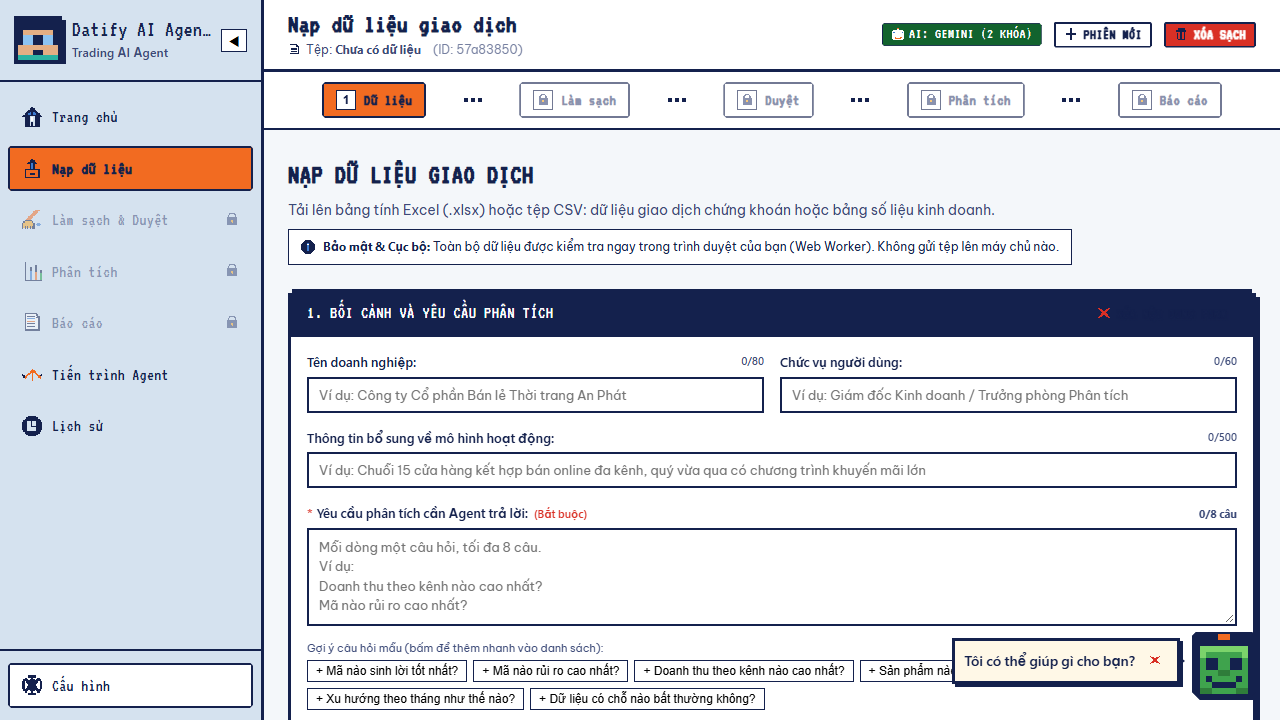 Datify AI Agen…
Trading AI Agent
Trang chủ
Nạp dữ liệu
Làm sạch & Duyệt
Phân tích
Báo cáo
Tiến trình Agent
Lịch sử
Cấu hình
Nạp dữ liệu giao dịch
Tệp: Chưa có dữ liệu (ID: 57a83850)
AI: GEMINI (2 KHÓA)
PHIÊN MỚI
XÓA SẠCH
1 Dữ liệu
Làm sạch
Duyệt
Phân tích
Báo cáo
NẠP DỮ LIỆU GIAO DỊCH
Tải lên bảng tính Excel (.xlsx) hoặc tệp CSV: dữ liệu giao dịch chứng khoán hoặc bảng số liệu kinh doanh.
Bảo mật & Cục bộ: Toàn bộ dữ liệu được kiểm tra ngay trong trình duyệt của bạn (Web Worker). Không gửi tệp lên máy chủ nào.
1. BỐI CẢNH VÀ YÊU CẦU PHÂN TÍCH
Tên doanh nghiệp: 0/80
Ví dụ: Công ty Cổ phần Bán lẻ Thời trang An Phát
Chức vụ người dùng: 0/60
Ví dụ: Giám đốc Kinh doanh / Trưởng phòng Phân tích
Thông tin bổ sung về mô hình hoạt động: 0/500
Ví dụ: Chuỗi 15 cửa hàng kết hợp bán online đa kênh, quý vừa qua có chương trình khuyến mãi lớn
* Yêu cầu phân tích cần Agent trả lời: (Bắt buộc) 0/8 câu
Mỗi dòng một câu hỏi, tối đa 8 câu.
Ví dụ:
Doanh thu theo kênh nào cao nhất?
Mã nào rủi ro cao nhất?
Gợi ý câu hỏi mẫu (bấm để thêm nhanh vào danh sách):
+ Mã nào sinh lời tốt nhất?
+ Mã nào rủi ro cao nhất?
+ Doanh thu theo kênh nào cao nhất?
+ Sản phẩm
+ Xu hướng theo tháng như thế nào?
+ Dữ liệu có chỗ nào bất thường không?
Tôi có thể giúp gì cho bạn?